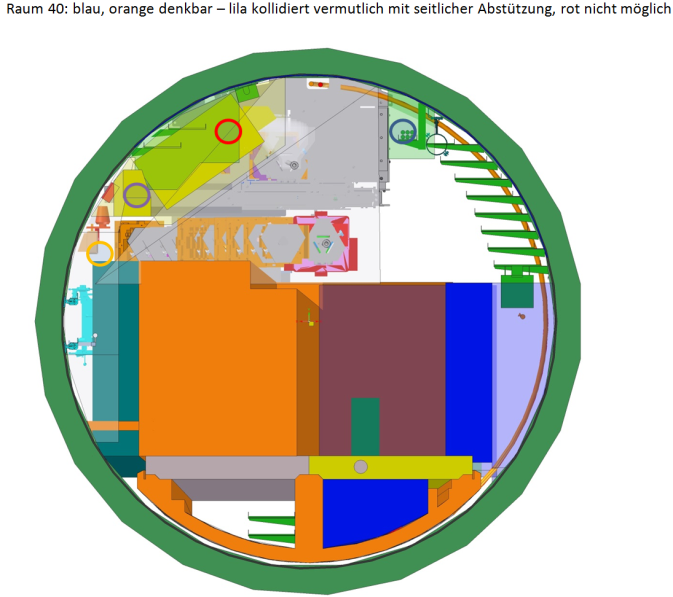 Raum 40: blau, orange denkbar – lila kollidiert vermutlich mit seitlicher Abstützung, rot nicht möglich